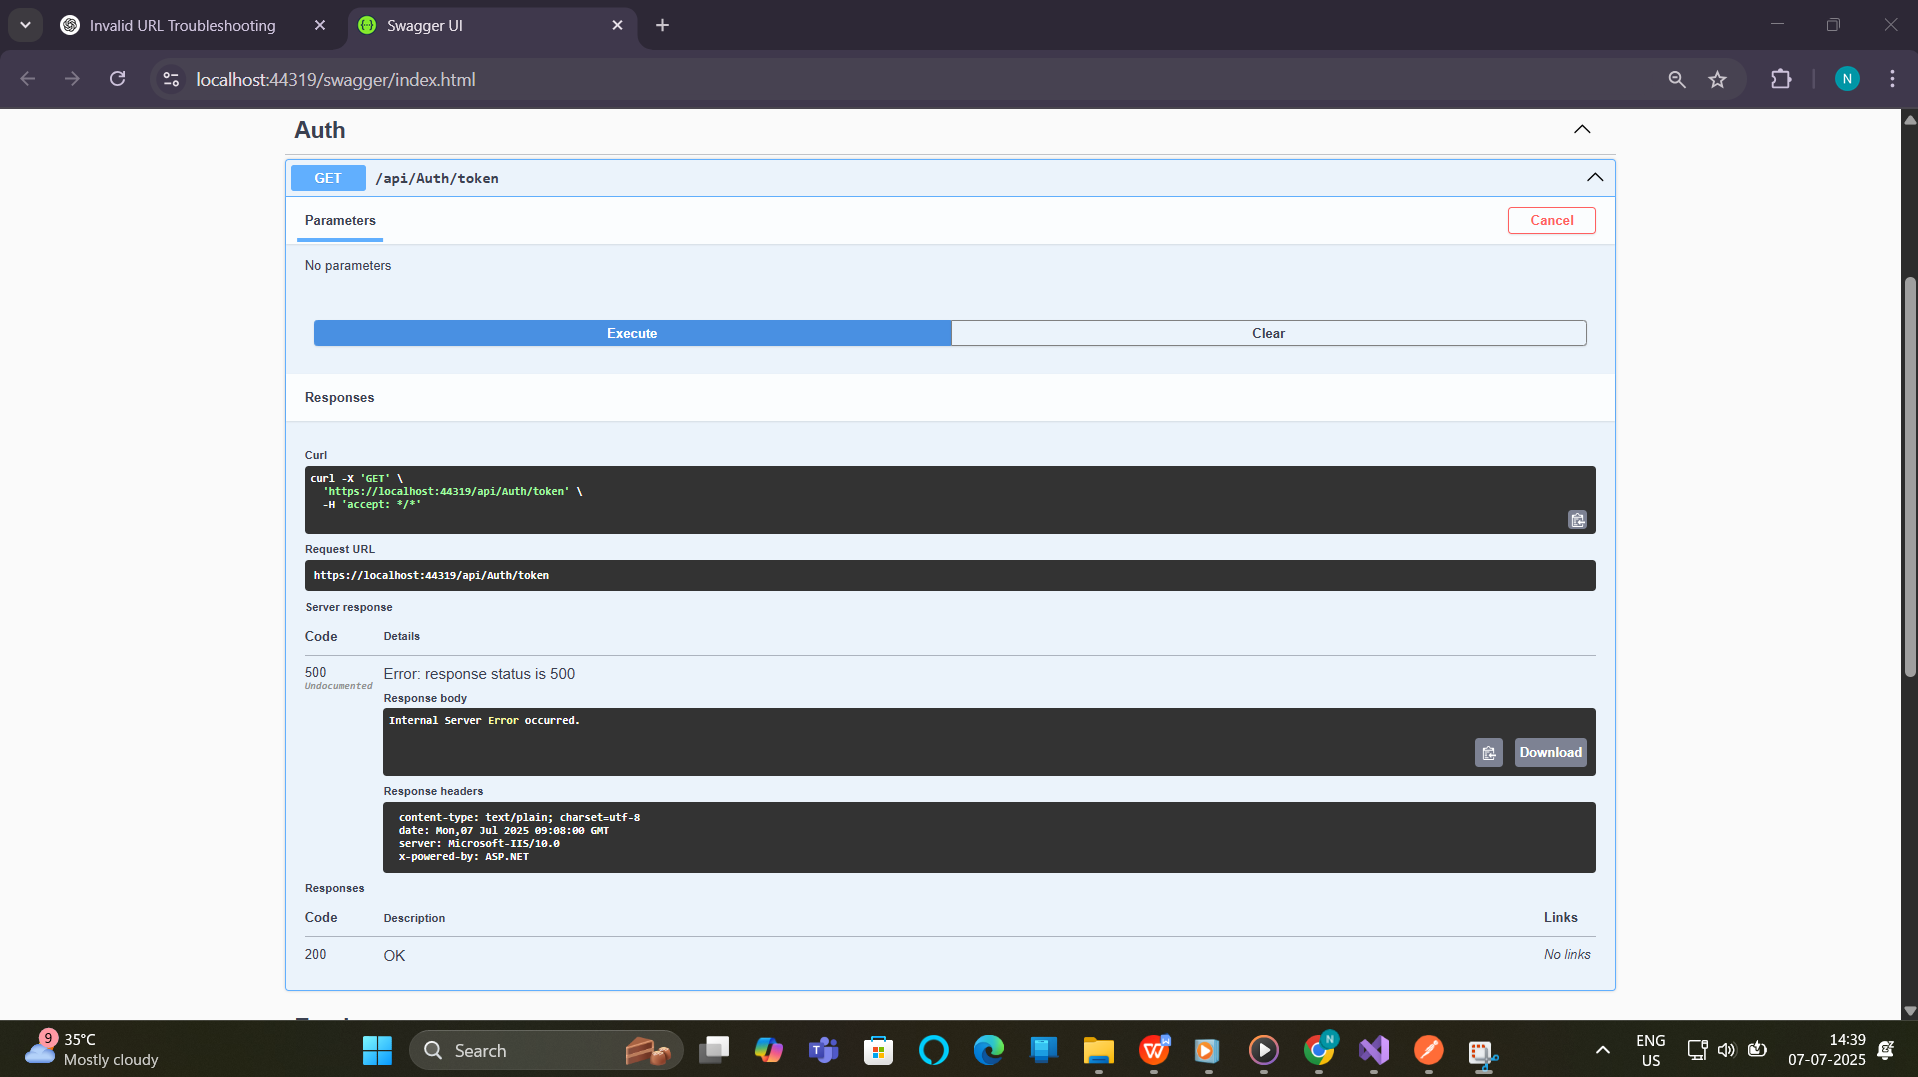 Invalid URL Troubleshooting
Swagger UI
localhost:44319/swagger/index.html
N
Auth
GET /api/Auth/token
Parameters
Cancel
No parameters
Execute
Clear
Responses
Curl
curl -X 'GET' \
'https://localhost:44319/api/Auth/token' \
-H 'accept: */*'
Request URL
https://localhost:44319/api/Auth/token
Server response
Code Details
500 Error: response status is 500
Undocumented
Response body
Internal Server Error occurred.
Download
Response headers
content-type: text/plain; charset=utf-8
date: Mon,07 Jul 2025 09:08:00 GMT
server: Microsoft-IIS/10.0
x-powered-by: ASP.NET
Responses
Code Description Links
200 OK No links
9
35°C
Mostly cloudy
Search
N
ENG
US
14:39
07-07-2025